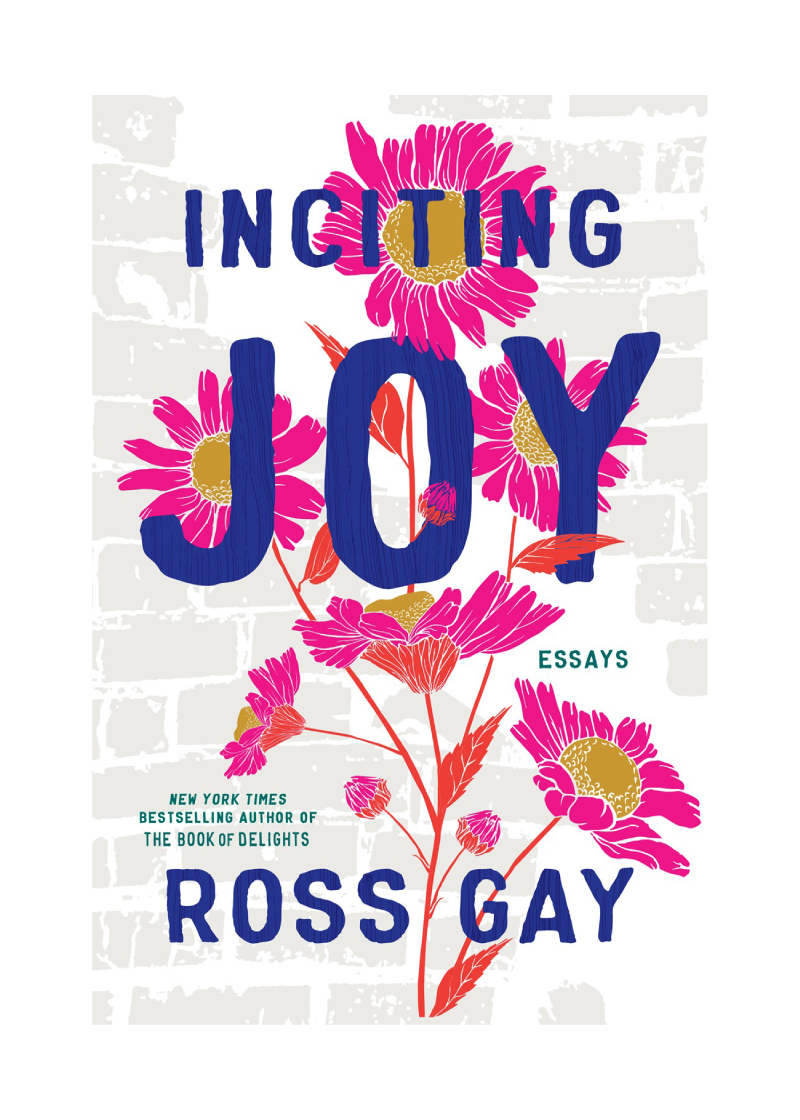 INCITING
JOY
ESSAYS
NEW YORK TIMES
BESTSELLING AUTHOR OF
THE BOOK OF DELIGHTS
ROSS GAY